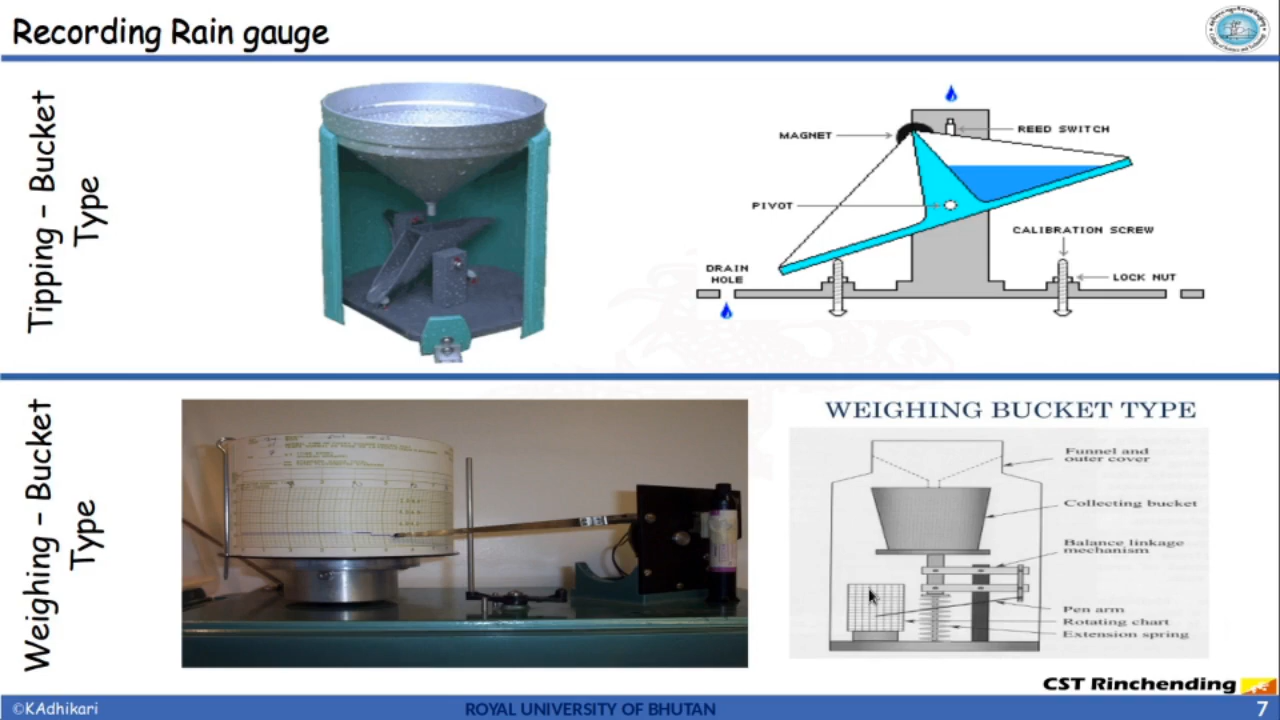 Recording Rain gauge
Tipping - Bucket
Type
MAGNET
REED SWITCH
PIVOT
CALIBRATION SCREW
DRAIN
HOLE
LOCK NUT
Weighing - Bucket
Type
WEIGHING BUCKET TYPE
Funnel and
outer cover
Collecting bucket
Balance linkage
mechanism
Pen arm
Rotating chart
Extension spring
CST Rinchending
©KAdhikari
ROYAL UNIVERSITY OF BHUTAN
7